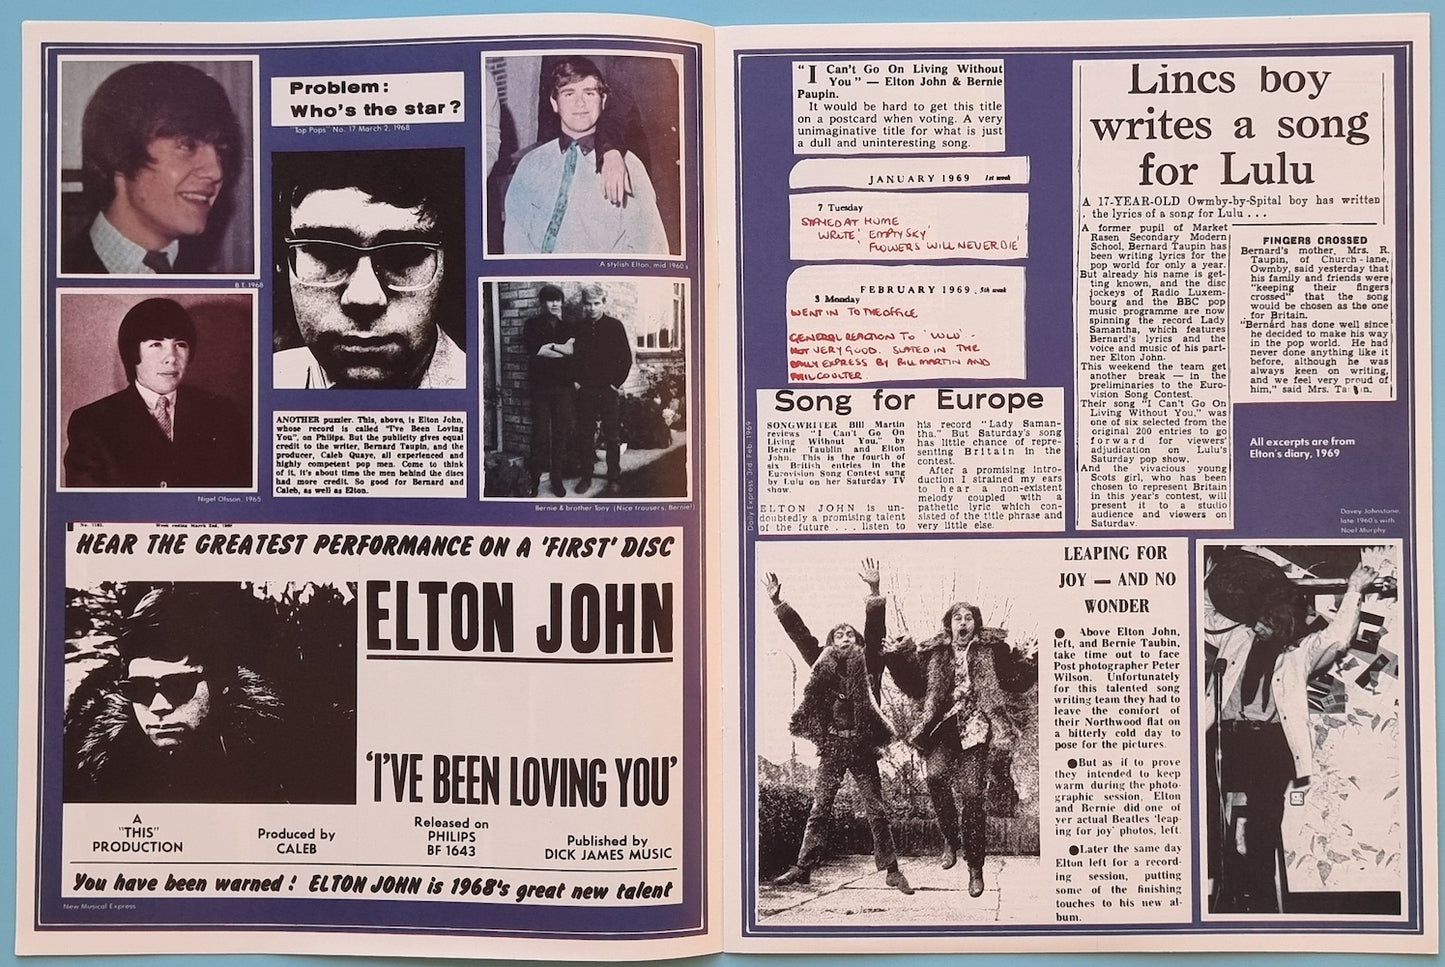 Problem:
Who's the star?
"Top Pops" No. 17 March 2, 1968
B.T. 1968
A stylish Elton, mid 1960's
ANOTHER puzzler. This, above, is Elton John,
whose record is called "I've Been Loving
You", on Philips. But the publicity gives equal
credit to the writer, Bernard Taupin, and the
producer, Caleb Quaye, all experienced and
highly competent pop men. Come to think
of it, it's about time the men behind the discs
had more credit. So good for Bernard and
Caleb, as well as Elton.
Nigel Olsson, 1965
Bernie & brother Tony (Nice trousers, Bernie!)
No. 1103. Week ending March 2nd, 1968
HEAR THE GREATEST PERFORMANCE ON A 'FIRST' DISC
ELTON JOHN
'I'VE BEEN LOVING YOU'
A
"THIS"
PRODUCTION
Produced by
CALEB
Released on
PHILIPS
BF 1643
Published by
DICK JAMES MUSIC
You have been warned! ELTON JOHN is 1968's great new talent
New Musical Express
"I Can't Go On Living Without
You" — Elton John & Bernie
Paupin.
It would be hard to get this title
on a postcard when voting. A very
unimaginative title for what is just
a dull and uninteresting song.
JANUARY 1969 1st week
7 Tuesday
STAYED AT HOME
WROTE 'EMPTY SKY'
'FLOWERS WILL NEVER DIE'
FEBRUARY 1969. 5th week
3 Monday
WENT IN TO THE OFFICE
GENERAL REACTION TO 'LULU' -
NOT VERY GOOD. SLATED IN THE
DAILY EXPRESS BY BILL MARTIN AND
PHIL COULTER
Song for Europe
SONGWRITER Bill Martin
reviews "I Can't Go On
Living Without You," by
Bernie Taublin and Elton
John. This is the fourth of
six British entries in the
Eurovision Song Contest sung
by Lulu on her Saturday TV
show.
ELTON JOHN is un-
doubtedly a promising talent
of the future . . . listen to
his record "Lady Saman-
tha." But Saturday's song
has little chance of repre-
senting Britain in the
contest.
After a promising intro-
duction I strained my ears
to hear a non-existent
melody coupled with a
pathetic lyric which con-
sisted of the title phrase and
very little else.
Daily Express 3rd Feb. 1969
Lincs boy
writes a song
for Lulu
A 17-YEAR-OLD Owmby-by-Spital boy has written
the lyrics of a song for Lulu . . .
A former pupil of Market
Rasen Secondary Modern
School, Bernard Taupin has
been writing lyrics for the
pop world for only a year.
But already his name is get-
ting known, and the disc
jockeys of Radio Luxem-
bourg and the BBC pop
music programme are now
spinning the record Lady
Samantha, which features
Bernard's lyrics and the
voice and music of his part-
ner Elton John.
This weekend the team get
another break — in the
preliminaries to the Euro-
vision Song Contest.
Their song "I Can't Go On
Living Without You," was
one of six selected from the
original 200 entries to go
forward for viewers'
adjudication on Lulu's
Saturday pop show.
And the vivacious young
Scots girl, who has been
chosen to represent Britain
in this year's contest, will
present it to a studio
audience and viewers on
Saturday.
FINGERS CROSSED
Bernard's mother, Mrs. R.
Taupin, of Church-lane,
Owmby, said yesterday that
his family and friends were
"keeping their fingers
crossed" that the song
would be chosen as the one
for Britain.
"Bernard has done well since
he decided to make his way
in the pop world. He had
never done anything like it
before, although he was
always keen on writing,
and we feel very proud of
him," said Mrs.
All excerpts are from
Elton's diary, 1969
Davey Johnstone,
late 1960's with
Noel Murphy
LEAPING FOR
JOY — AND NO
WONDER
● Above Elton John,
left, and Bernie Taubin,
take time out to face
Post photographer Peter
Wilson. Unfortunately
for this talented song
writing team they had to
leave the comfort of
their Northwood flat on
a bitterly cold day to
pose for the pictures.
●But as if to prove
they intended to keep
warm during the photo-
graphic session, Elton
and Bernie did one of
yer actual Beatles 'leap-
ing for joy' photos, left.
●Later the same day
Elton left for a record-
ing session, putting
some of the finishing
touches to his new al-
bum.